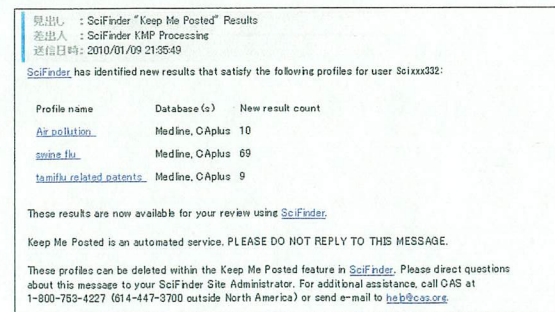 見出し : SciFinder "Keep Me Posted" Results
差出人 : SciFinder KMP Processing
送信日時: 2010/01/09 21:35:49
SciFinder has identified new results that satisfy the following profiles for user Scixxx332:
Profile name Database(s) New result count
Air pollution Medline, CAplus 10
swine flu Medline, CAplus 69
tamiflu related patents Medline, CAplus 9
These results are now available for your review using SciFinder.
Keep Me Posted is an automated service. PLEASE DO NOT REPLY TO THIS MESSAGE.
These profiles can be deleted within the Keep Me Posted feature in SciFinder. Please direct questions
about this message to your SciFinder Site Administrator. For additional assistance, call CAS at
1-800-753-4227 (614-447-3700 outside North America) or send e-mail to help@cas.org.